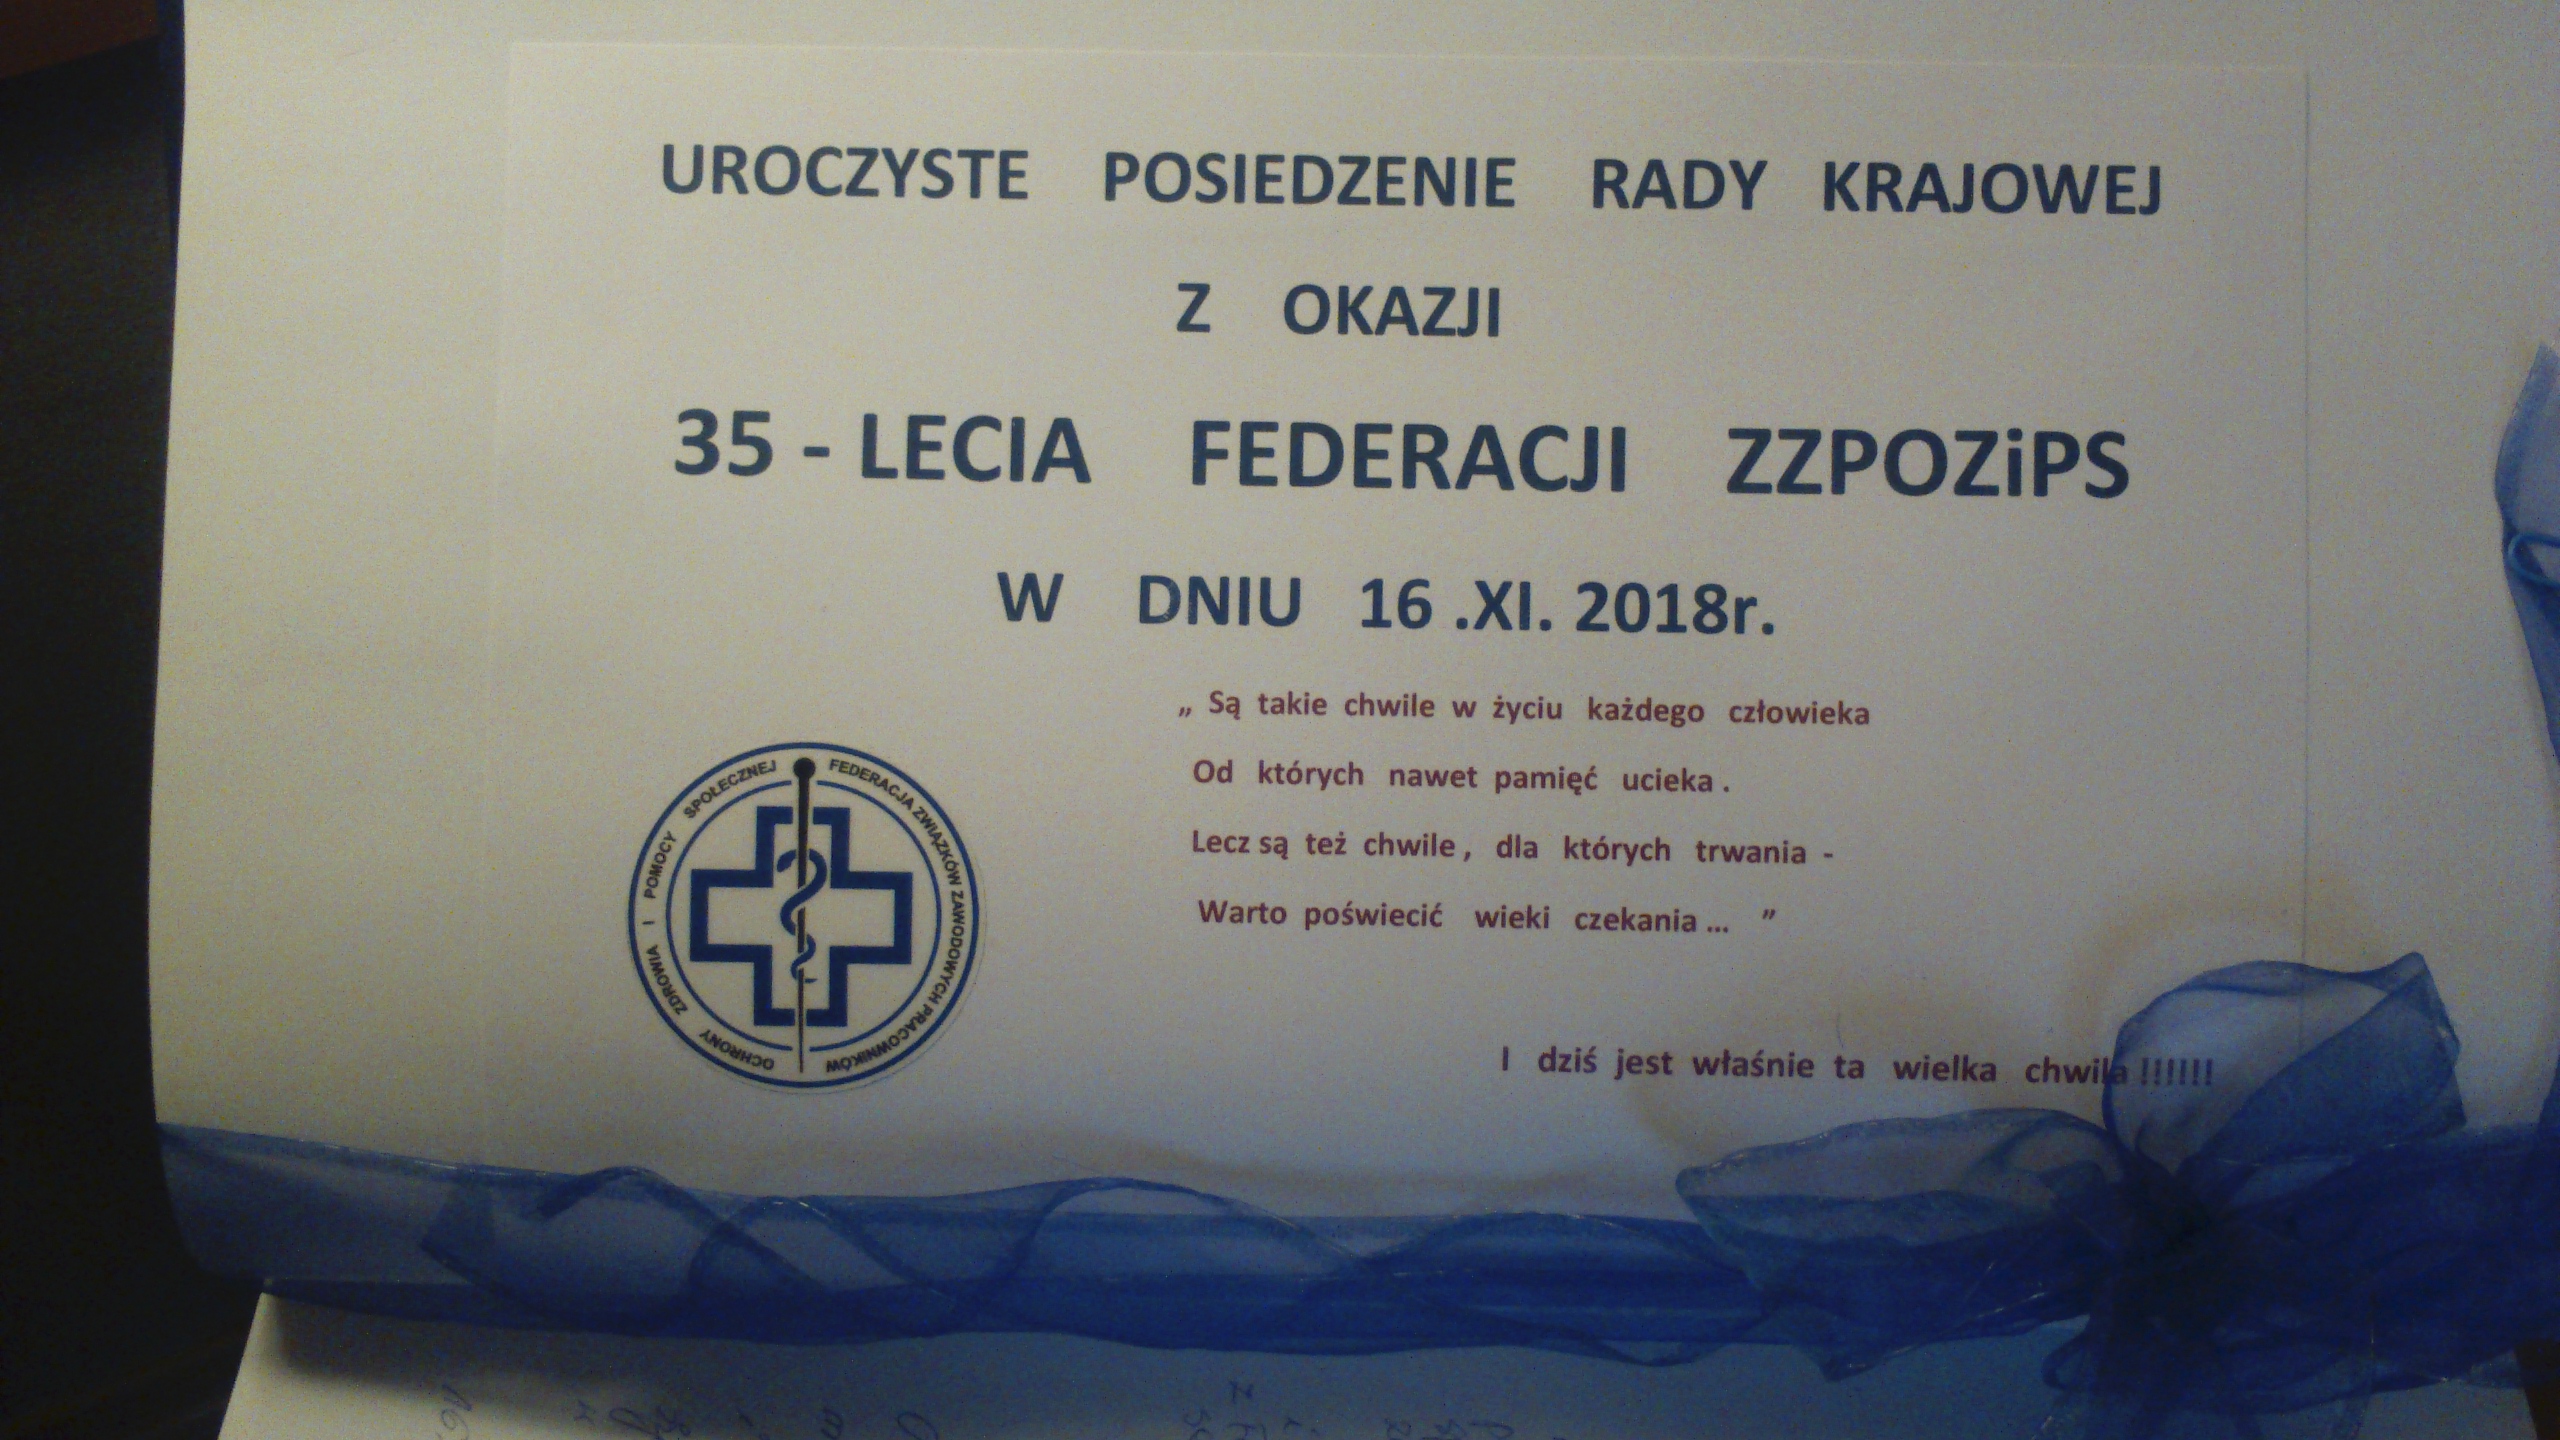 UROCZYSTE POSIEDZENIE RADY KRAJOWEJ
Z OKAZJI
35 - LECIA FEDERACJI ZZPOZiPS
W DNIU 16 .XI. 2018r.
„ Są takie chwile w życiu każdego człowieka
Od których nawet pamięć ucieka .
Lecz są też chwile , dla których trwania -
Warto poświecić wieki czekania ... ”
FEDERACJA ZWIĄZKÓW ZAWODOWYCH PRACOWNIKÓW OCHRONY ZDROWIA I POMOCY SPOŁECZNEJ
I dziś jest właśnie ta wielka chwila !!!!!!